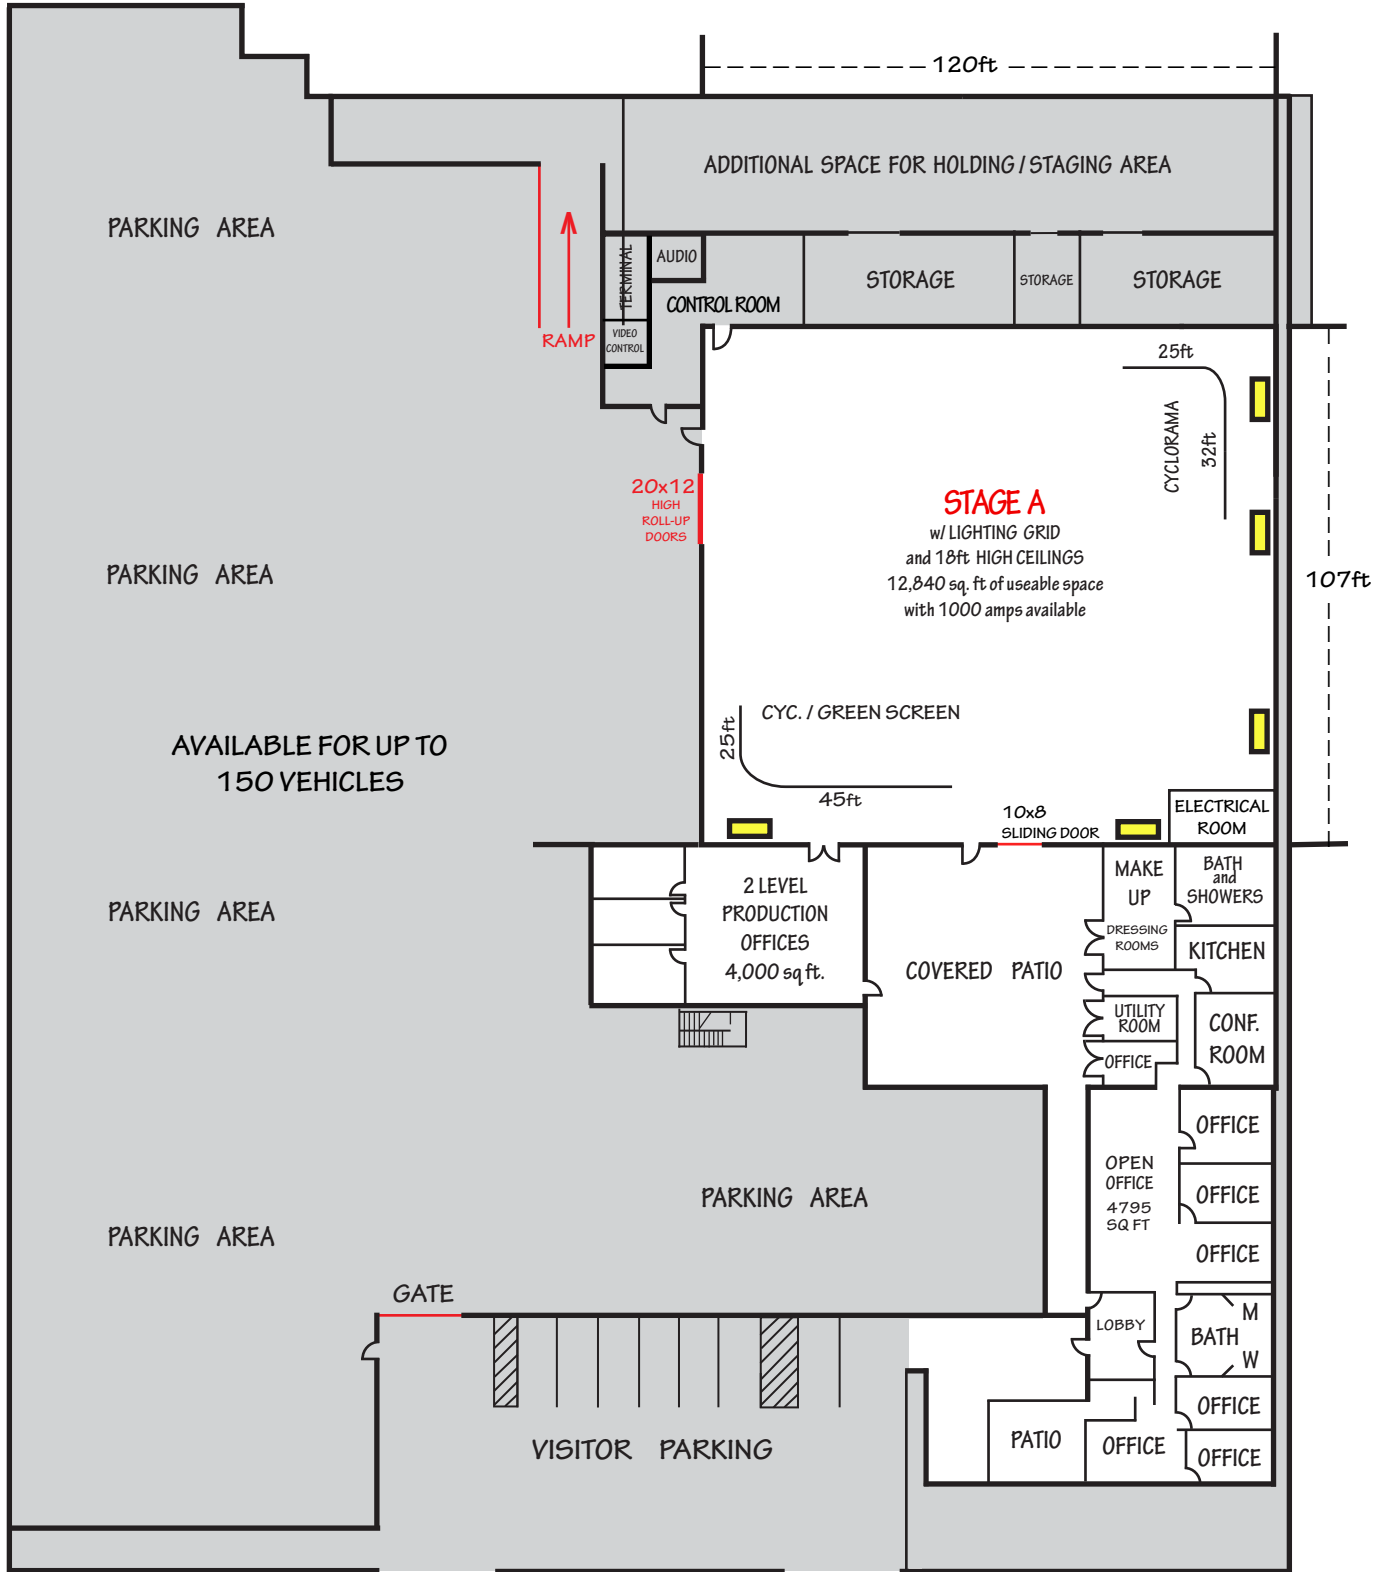 120ft
ADDITIONAL SPACE FOR HOLDING / STAGING AREA
PARKING AREA
TERMINAL
AUDIO
STORAGE
STORAGE
STORAGE
CONTROL ROOM
VIDEO
CONTROL
RAMP
25ft
CYCLORAMA
32ft
20x12
HIGH
ROLL-UP
DOORS
STAGE A
w/ LIGHTING GRID
and 18ft HIGH CEILINGS
12,840 sq. ft of useable space
with 1000 amps available
PARKING AREA
107ft
CYC. / GREEN SCREEN
25ft
45ft
AVAILABLE FOR UP TO
150 VEHICLES
10x8
SLIDING DOOR
ELECTRICAL
ROOM
2 LEVEL
PRODUCTION
OFFICES
4,000 sq ft.
MAKE
UP
DRESSING
ROOMS
BATH
and
SHOWERS
PARKING AREA
KITCHEN
COVERED PATIO
UTILITY
ROOM
CONF.
ROOM
OFFICE
OFFICE
OPEN
OFFICE
4795
SQ FT
OFFICE
PARKING AREA
PARKING AREA
OFFICE
GATE
LOBBY
M
BATH
W
OFFICE
VISITOR PARKING
PATIO
OFFICE
OFFICE